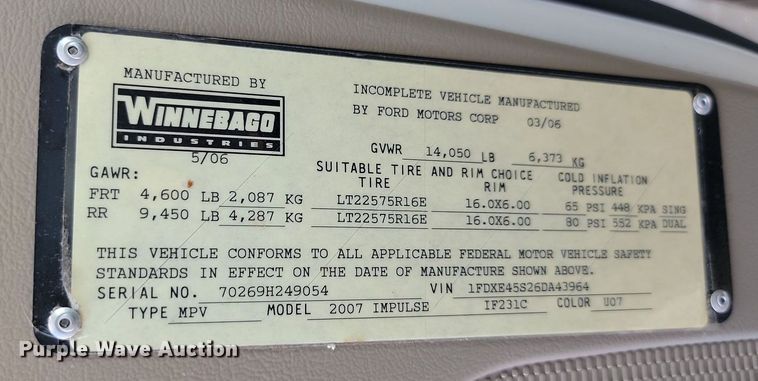 MANUFACTURED BY
WINNEBAGO
INDUSTRIES
5/06
INCOMPLETE VEHICLE MANUFACTURED
BY FORD MOTORS CORP 03/06
GVWR 14,050 LB 6,373 KG
SUITABLE TIRE AND RIM CHOICE COLD INFLATION
GAWR: TIRE RIM PRESSURE
FRT 4,600 LB 2,087 KG LT22575R16E 16.0X6.00 65 PSI 448 KPA SING
RR 9,450 LB 4,287 KG LT22575R16E 16.0X6.00 80 PSI 552 KPA DUAL
THIS VEHICLE CONFORMS TO ALL APPLICABLE FEDERAL MOTOR VEHICLE SAFETY
STANDARDS IN EFFECT ON THE DATE OF MANUFACTURE SHOWN ABOVE.
SERIAL NO. 70269H249054 VIN 1FDXE45S26DA43964
TYPE MPV MODEL 2007 IMPULSE IF231C COLOR U07
Purple Wave Auction